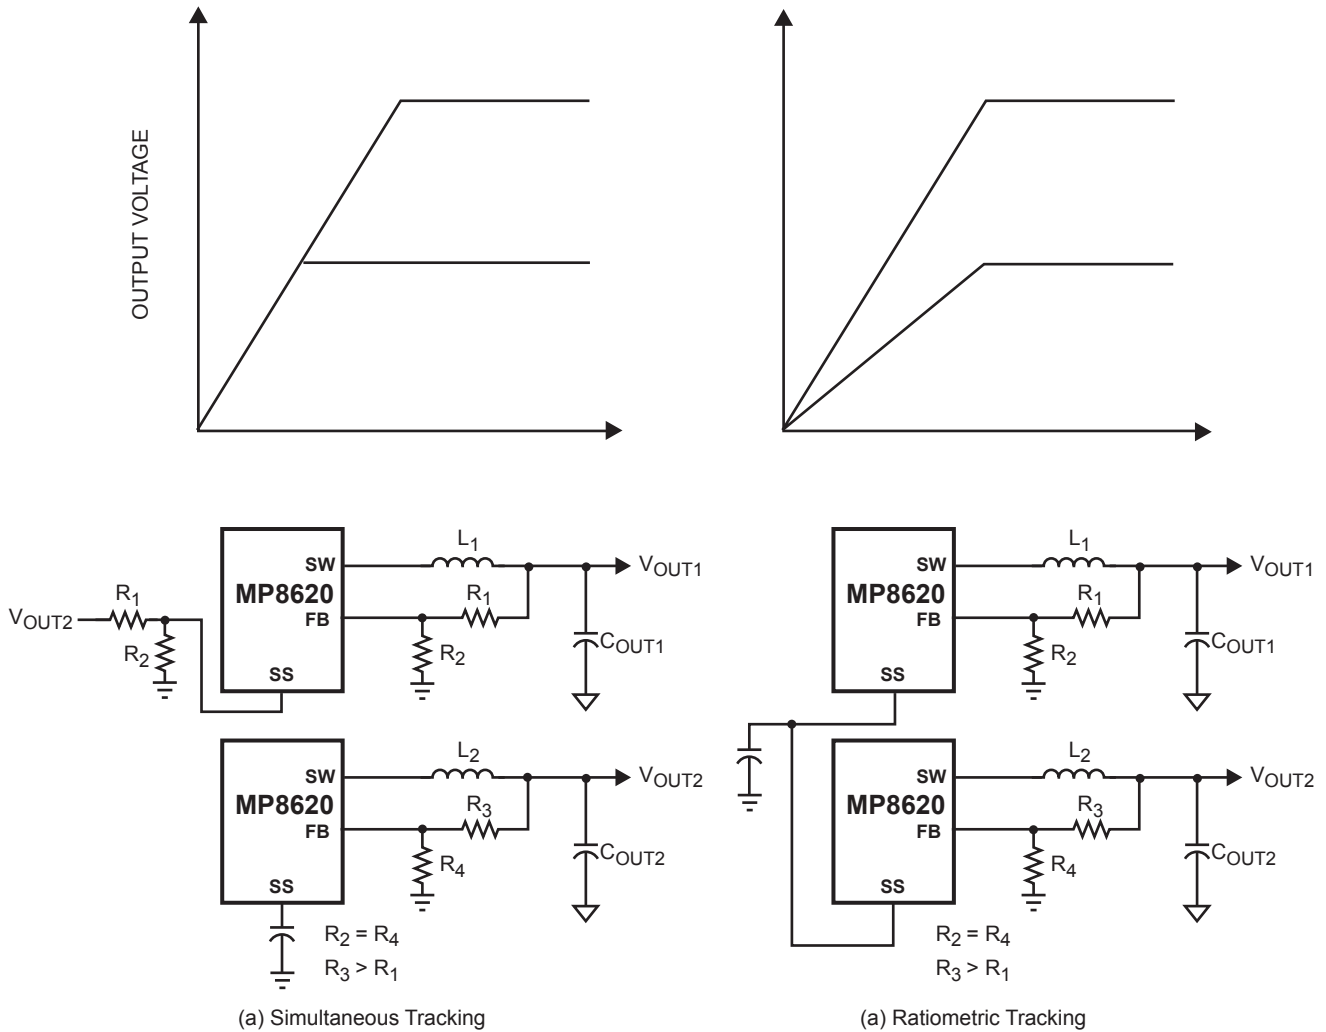 OUTPUT VOLTAGE
SW
MP8620
FB
SS
L1
R1
R2
VOUT1
COUT1
VOUT2
R1
R2
SW
MP8620
FB
SS
L2
R3
R4
VOUT2
COUT2
R2 = R4
R3 > R1
(a) Simultaneous Tracking
SW
MP8620
FB
SS
L1
R1
R2
VOUT1
COUT1
SW
MP8620
FB
SS
L2
R3
R4
VOUT2
COUT2
R2 = R4
R3 > R1
(a) Ratiometric Tracking